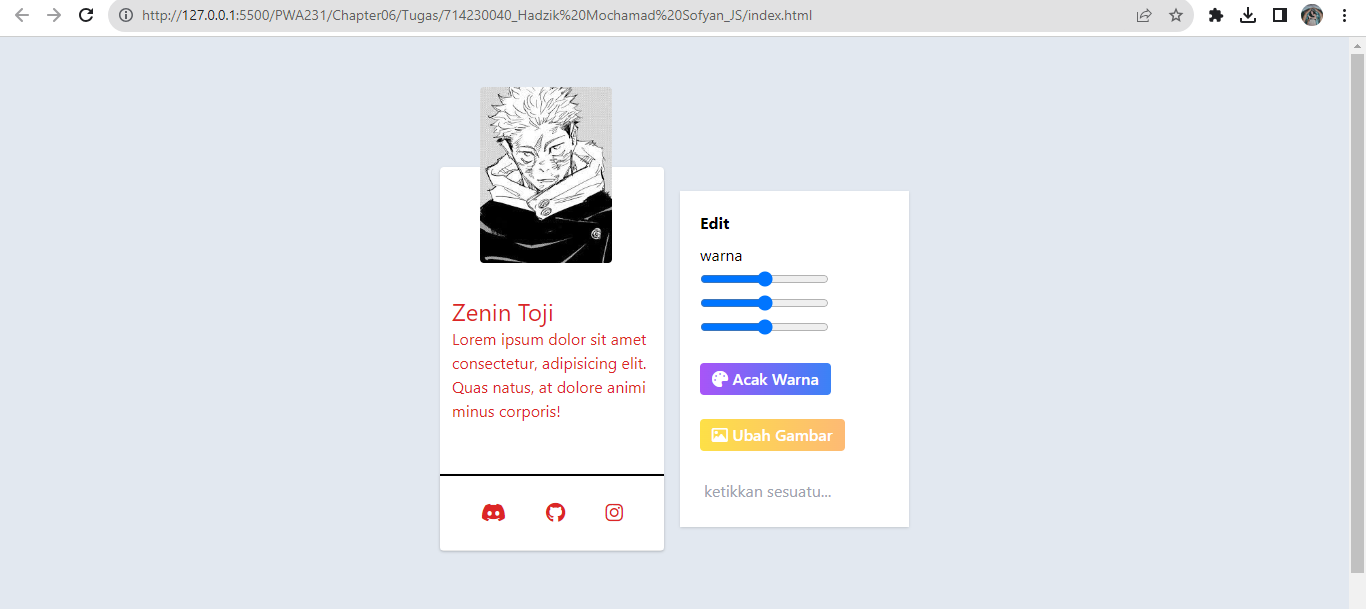 http://127.0.0.1:5500/PWA231/Chapter06/Tugas/714230040_Hadzik%20Mochamad%20Sofyan_JS/index.html
Zenin Toji
Lorem ipsum dolor sit amet
consectetur, adipisicing elit.
Quas natus, at dolore animi
minus corporis!
Edit
warna
Acak Warna
Ubah Gambar
ketikkan sesuatu...